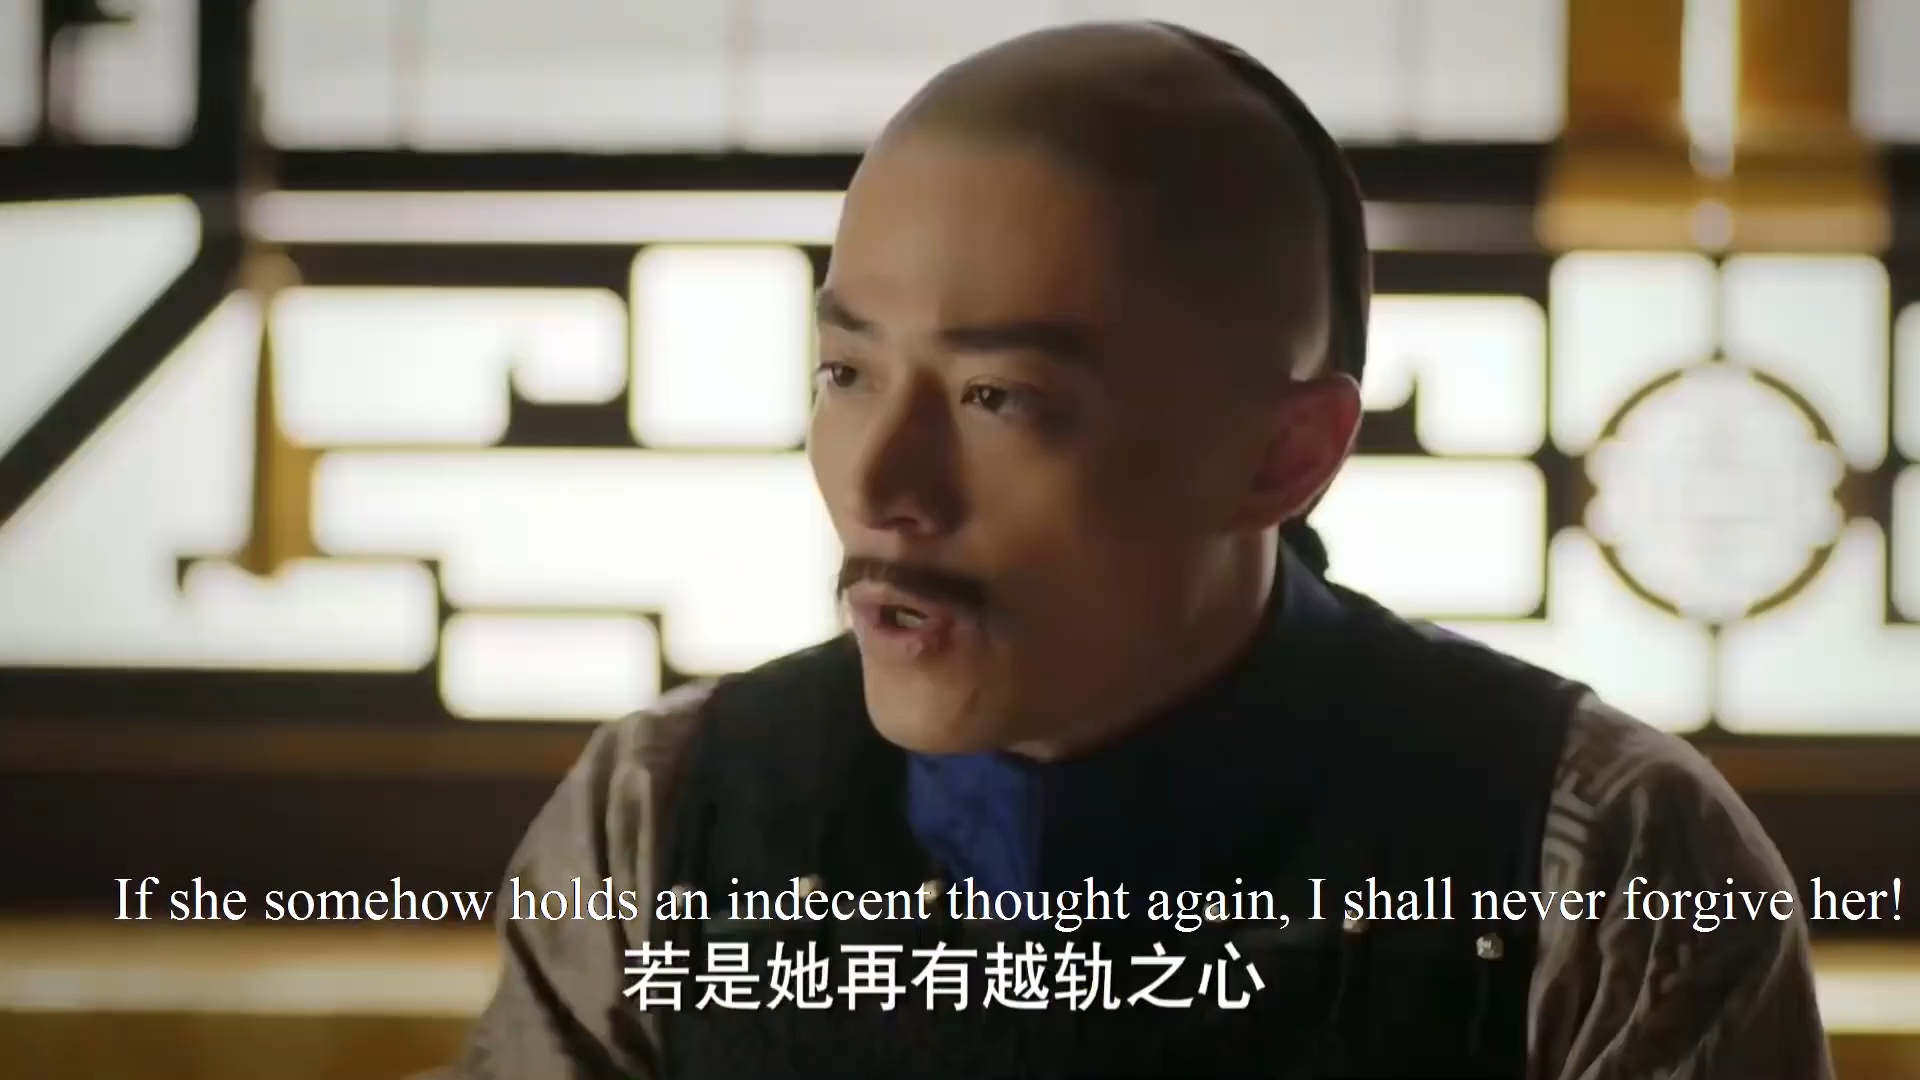 If she somehow holds an indecent thought again, I shall never forgive her!
若是她再有越轨之心